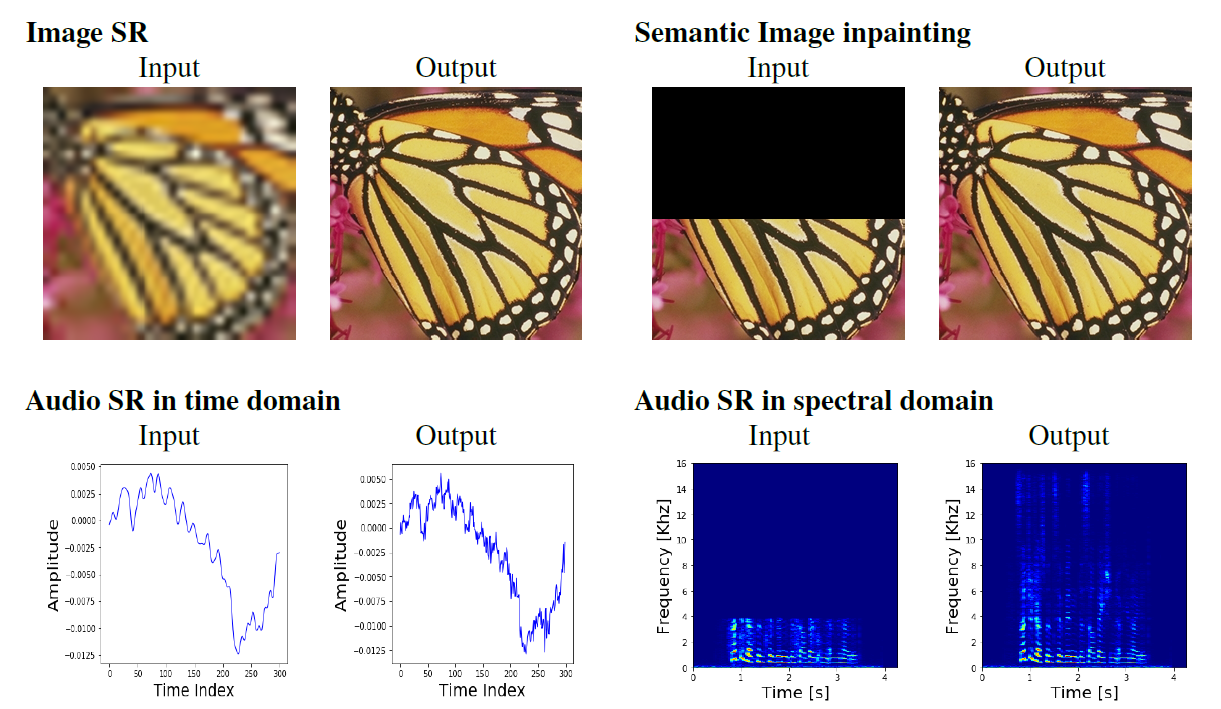 Image SR
Input
Output
Semantic Image inpainting
Input
Output
Audio SR in time domain
Input
Output
Audio SR in spectral domain
Input
Output
0.0050
0.0025
0.0000
−0.0025
−0.0050
−0.0075
−0.0100
−0.0125
Amplitude
0 50 100 150 200 250 300
Time Index
0.0050
0.0025
0.0000
−0.0025
−0.0050
−0.0075
−0.0100
−0.0125
Amplitude
0 50 100 150 200 250 300
Time Index
16
14
12
10
8
6
4
2
0
Frequency [Khz]
0 1 2 3 4
Time [s]
16
14
12
10
8
6
4
2
0
Frequency [Khz]
0 1 2 3 4
Time [s]